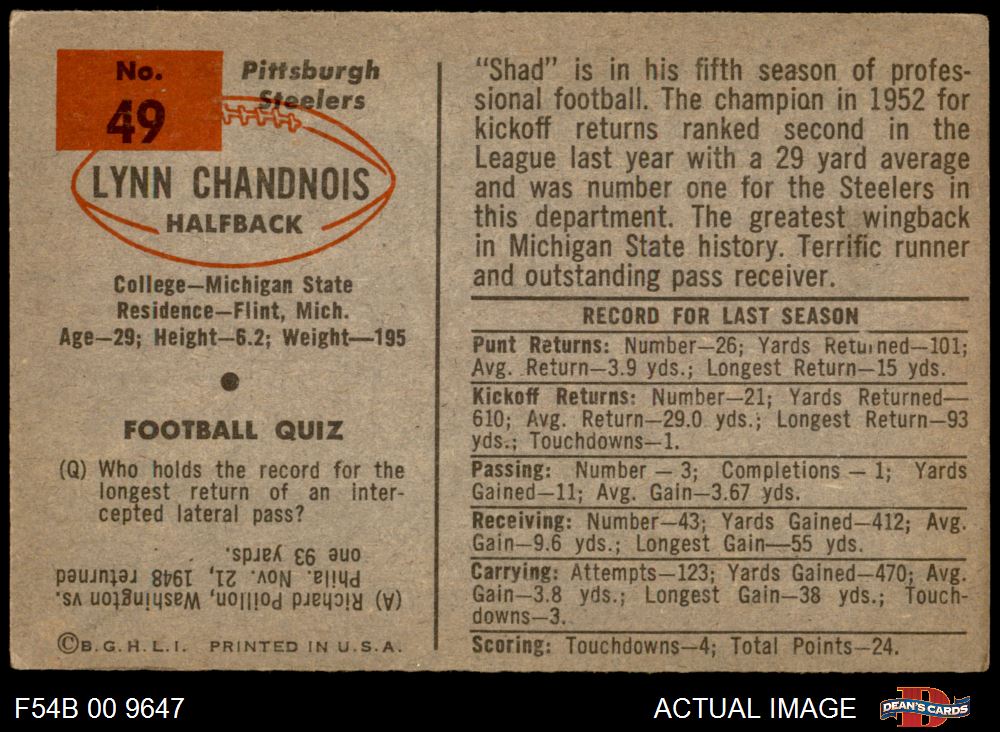 No.
49
Pittsburgh
Steelers
LYNN CHANDNOIS
HALFBACK
College—Michigan State
Residence—Flint, Mich.
Age—29; Height—6.2; Weight—195
FOOTBALL QUIZ
(Q) Who holds the record for the
longest return of an inter-
cepted lateral pass?
(A) Richard Poillon, Washington vs.
Phila. Nov. 21, 1948 returned
one 93 yards.
©B.G.H.L.I. PRINTED IN U.S.A.
"Shad" is in his fifth season of profes-
sional football. The champion in 1952 for
kickoff returns ranked second in the
League last year with a 29 yard average
and was number one for the Steelers in
this department. The greatest wingback
in Michigan State history. Terrific runner
and outstanding pass receiver.
RECORD FOR LAST SEASON
Punt Returns: Number—26; Yards Returned—101;
Avg. Return—3.9 yds.; Longest Return—15 yds.
Kickoff Returns: Number—21; Yards Returned—
610; Avg. Return—29.0 yds.; Longest Return—93
yds.; Touchdowns—1.
Passing: Number — 3; Completions — 1; Yards
Gained—11; Avg. Gain—3.67 yds.
Receiving: Number—43; Yards Gained—412; Avg.
Gain—9.6 yds.; Longest Gain—55 yds.
Carrying: Attempts—123; Yards Gained—470; Avg.
Gain—3.8 yds.; Longest Gain—38 yds.; Touch-
downs—3.
Scoring: Touchdowns—4; Total Points—24.
F54B 00 9647
ACTUAL IMAGE
D
DEAN'S CARDS